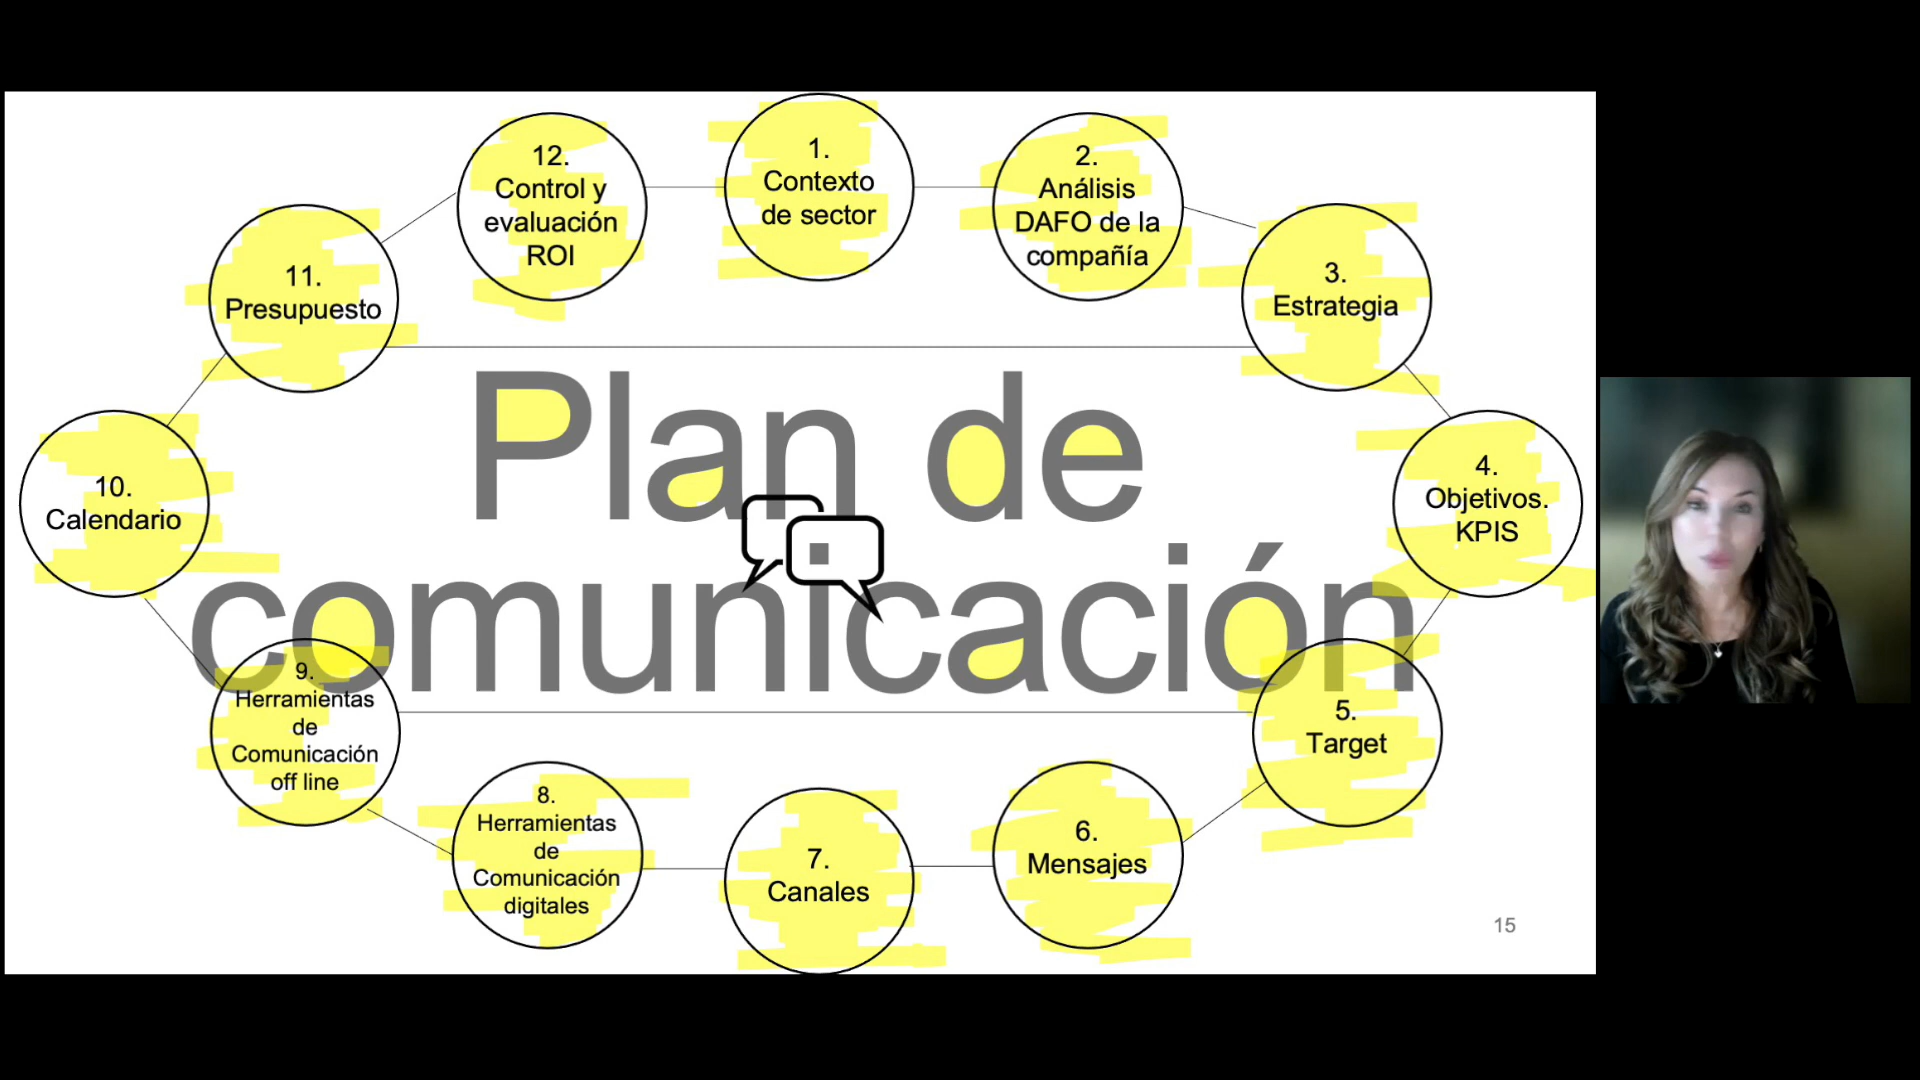 12.
Control y
evaluación
ROI
1.
Contexto
de sector
2.
Análisis
DAFO de la
compañía
11.
Presupuesto
3.
Estrategia
Plan de
comunicación
10.
Calendario
4.
Objetivos.
KPIS
9.
Herramientas
de
Comunicación
off line
5.
Target
8.
Herramientas
de
Comunicación
digitales
7.
Canales
6.
Mensajes
15